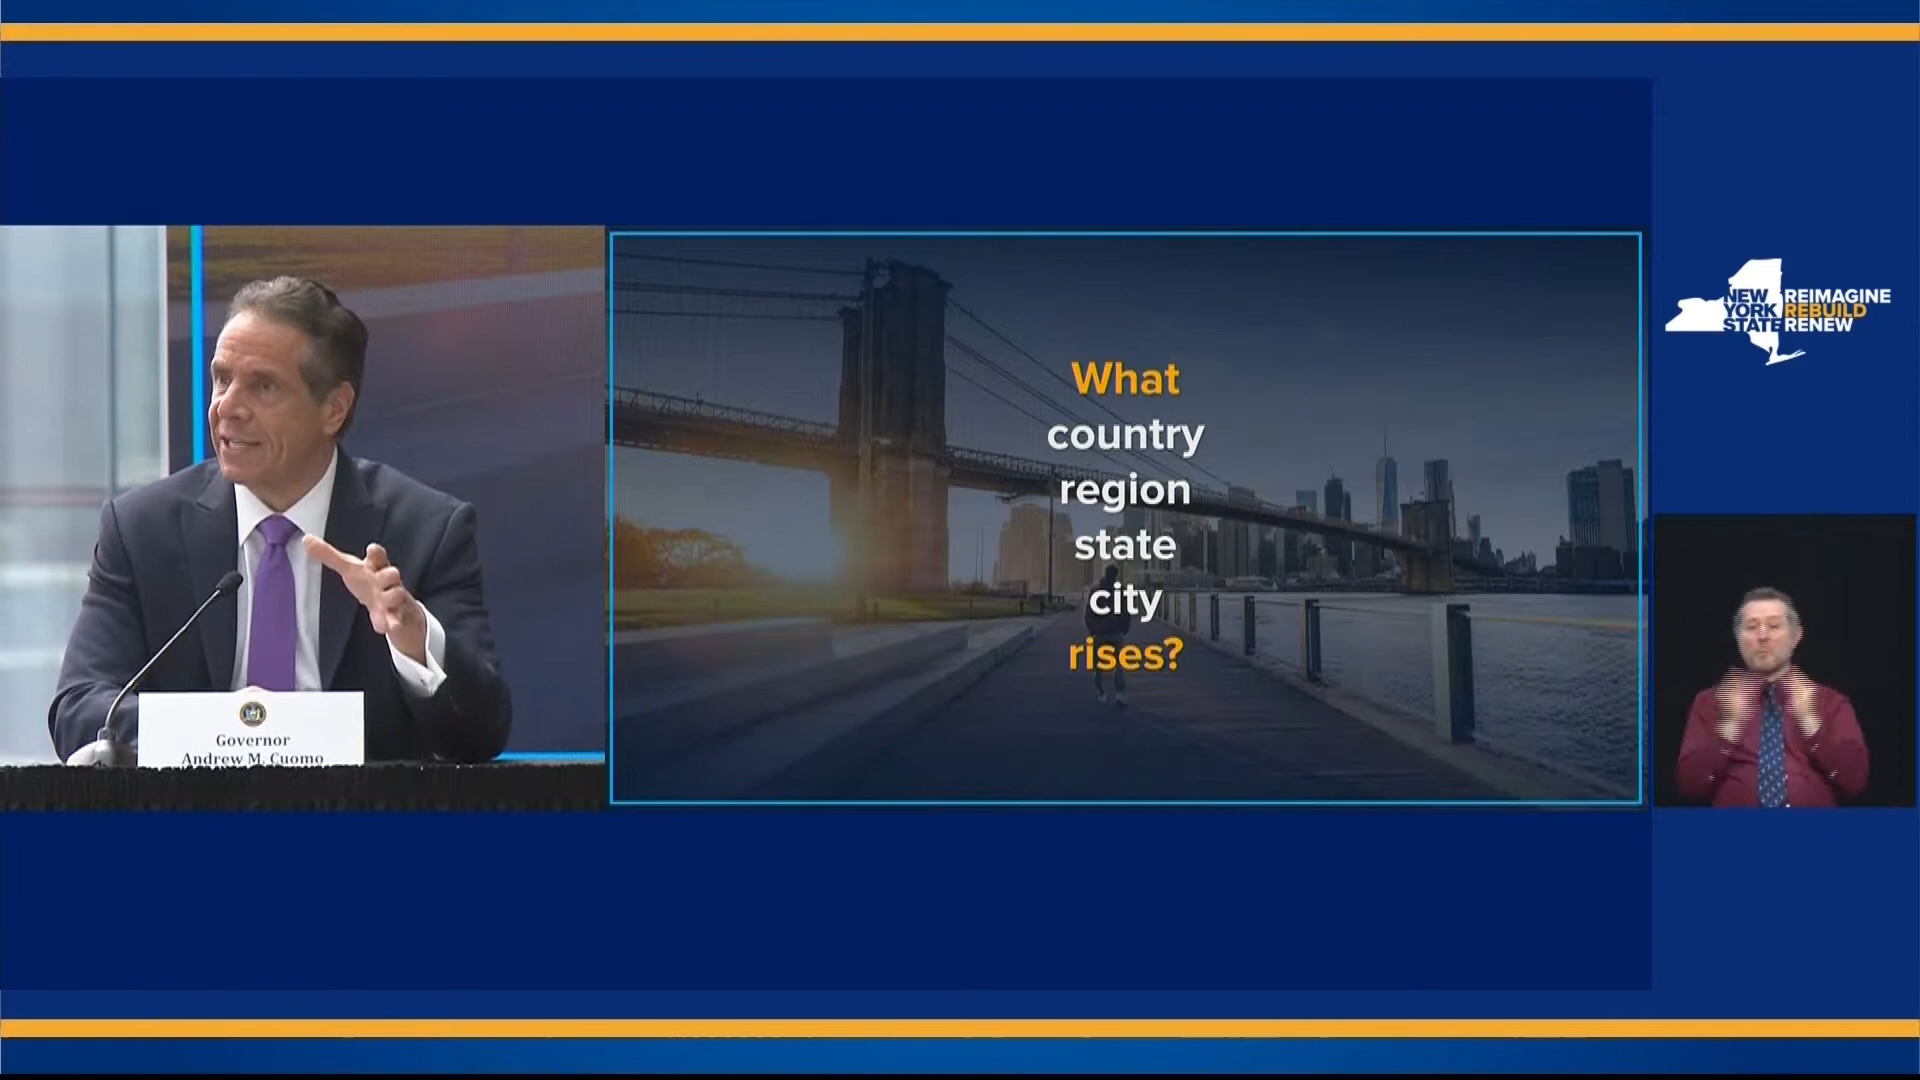 What
country
region
state
city
rises?
Governor
Andrew M. Cuomo
NEW
YORK
STATE
REIMAGINE
REBUILD
RENEW